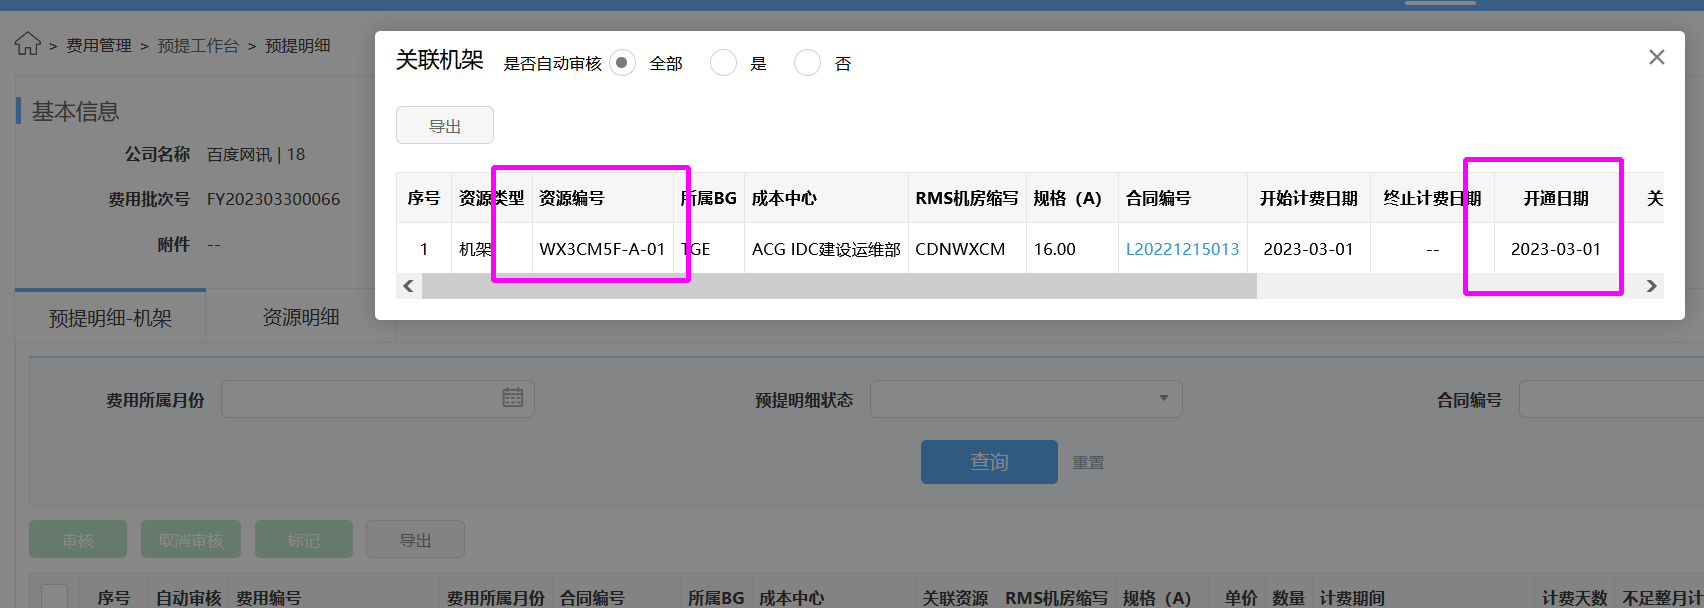 > 费用管理 > 预提工作台 > 预提明细
关联机架 是否自动审核 全部 是 否
导出
序号 资源类型 资源编号 所属BG 成本中心 RMS机房缩写 规格（A） 合同编号 开始计费日期 终止计费日期 开通日期 关
1 机架 WX3CM5F-A-01 TGE ACG IDC建设运维部 CDNWXCM 16.00 L20221215013 2023-03-01 -- 2023-03-01
基本信息
公司名称 百度网讯 | 18
费用批次号 FY202303300066
附件 --
预提明细-机架 资源明细
费用所属月份 预提明细状态 合同编号
查询 重置
审核 取消审核 标记 导出
序号 自动审核 费用编号 费用所属月份 合同编号 所属BG 成本中心 关联资源 RMS机房缩写 规格（A） 单价 数量 计费期间 计费天数 不足整月计